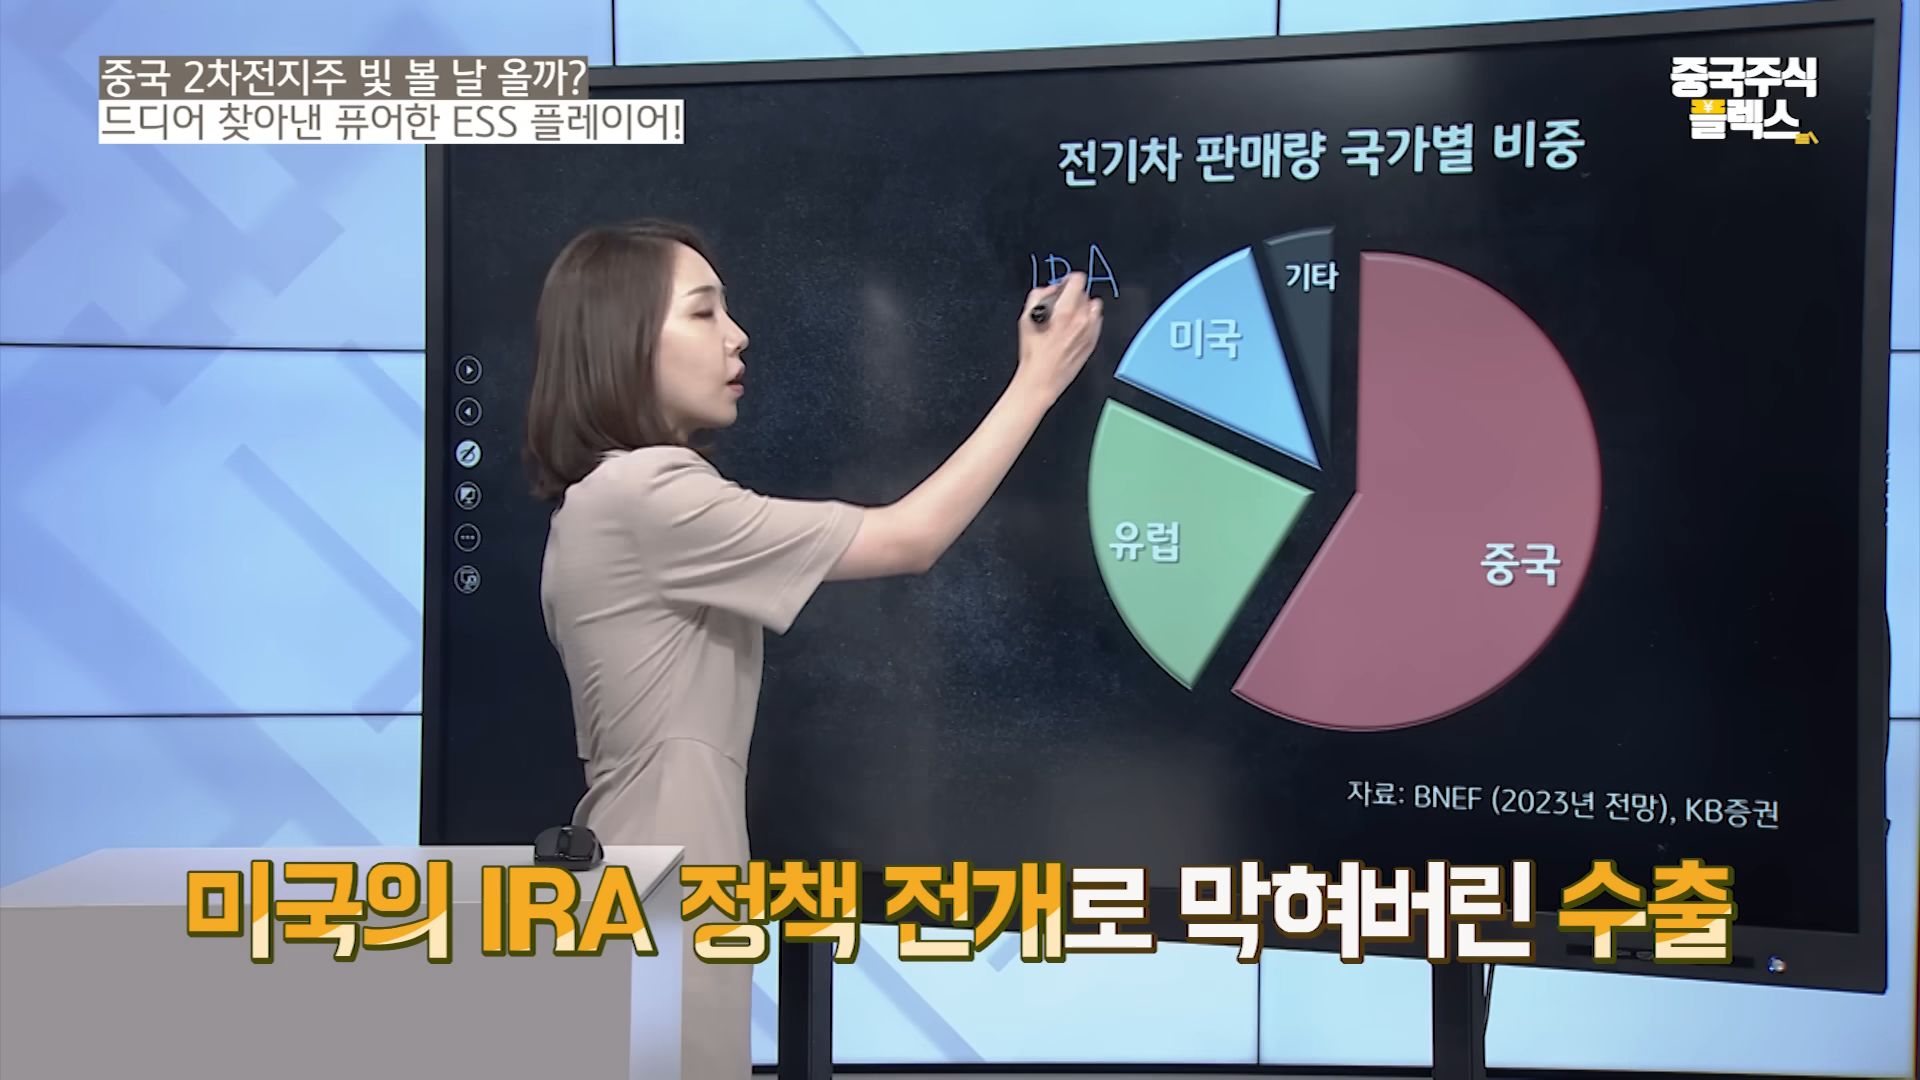 중국 2차전지주 빛 볼 날 올까?
드디어 찾아낸 퓨어한 ESS 플레이어!
중국주식
플렉스
전기차 판매량 국가별 비중
IRA
기타
미국
유럽
중국
자료: BNEF (2023년 전망), KB증권
미국의 IRA 정책 전개로 막혀버린 수출